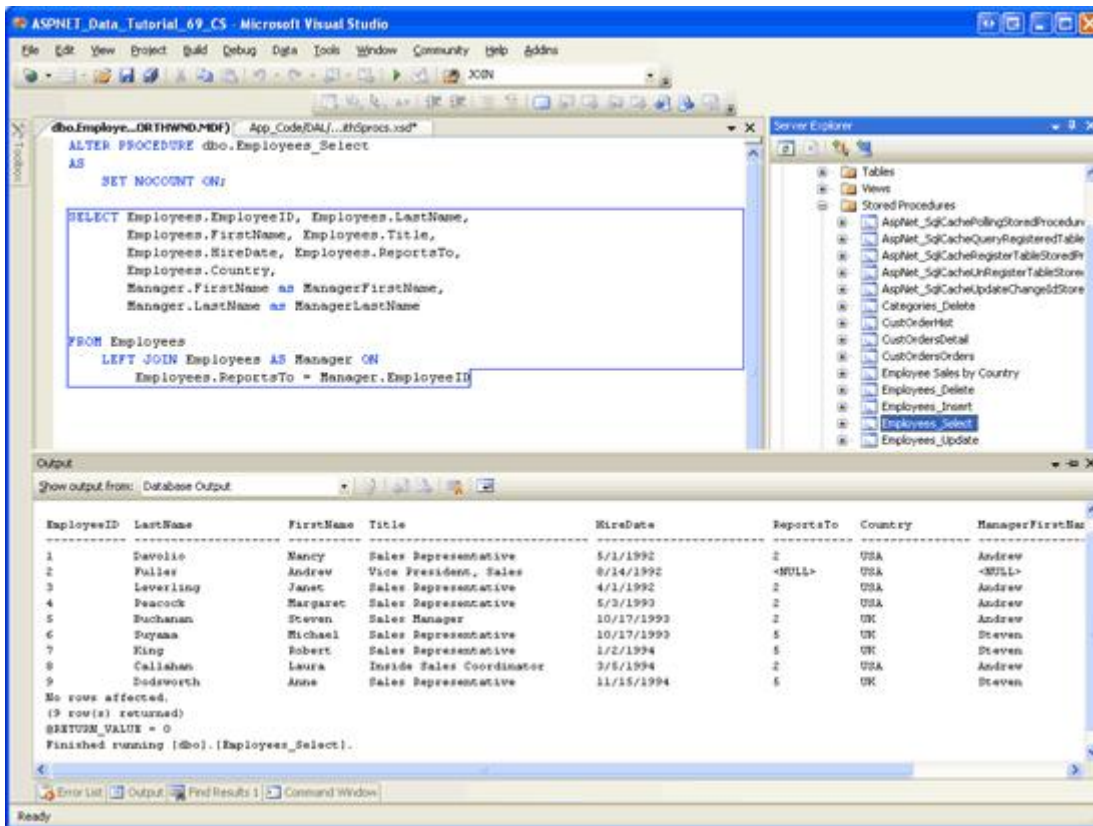 ASPNET_Data_Tutorial_69_CS - Microsoft Visual Studio
File Edit View Project Build Debug Data Tools Window Community Help Addins
JOIN
Toolbox
dbo.Employe...ORTHWND.MDF) App_Code/DAL/...ithSprocs.xsd*
ALTER PROCEDURE dbo.Employees_Select
AS
SET NOCOUNT ON;
SELECT Employees.EmployeeID, Employees.LastName,
Employees.FirstName, Employees.Title,
Employees.HireDate, Employees.ReportsTo,
Employees.Country,
Manager.FirstName as ManagerFirstName,
Manager.LastName as ManagerLastName
FROM Employees
LEFT JOIN Employees AS Manager ON
Employees.ReportsTo = Manager.EmployeeID
Server Explorer
Tables
Views
Stored Procedures
AspNet_SqlCachePollingStoredProcedure
AspNet_SqlCacheQueryRegisteredTable
AspNet_SqlCacheRegisterTableStoredPr
AspNet_SqlCacheUnRegisterTableStore
AspNet_SqlCacheUpdateChangeIdStore
Categories_Delete
CustOrderHist
CustOrdersDetail
CustOrdersOrders
Employee Sales by Country
Employees_Delete
Employees_Insert
Employees_Select
Employees_Update
Output
Show output from: Database Output
EmployeeID LastName FirstName Title HireDate ReportsTo Country ManagerFirstNam
1 Davolio Nancy Sales Representative 5/1/1992 2 USA Andrew
2 Fuller Andrew Vice President, Sales 8/14/1992 <NULL> USA <NULL>
3 Leverling Janet Sales Representative 4/1/1992 2 USA Andrew
4 Peacock Margaret Sales Representative 5/3/1993 2 USA Andrew
5 Buchanan Steven Sales Manager 10/17/1993 2 UK Andrew
6 Suyama Michael Sales Representative 10/17/1993 5 UK Steven
7 King Robert Sales Representative 1/2/1994 5 UK Steven
8 Callahan Laura Inside Sales Coordinator 3/5/1994 2 USA Andrew
9 Dodsworth Anne Sales Representative 11/15/1994 5 UK Steven
No rows affected.
(9 row(s) returned)
@RETURN_VALUE = 0
Finished running [dbo].[Employees_Select].
Error List Output Find Results 1 Command Window
Ready